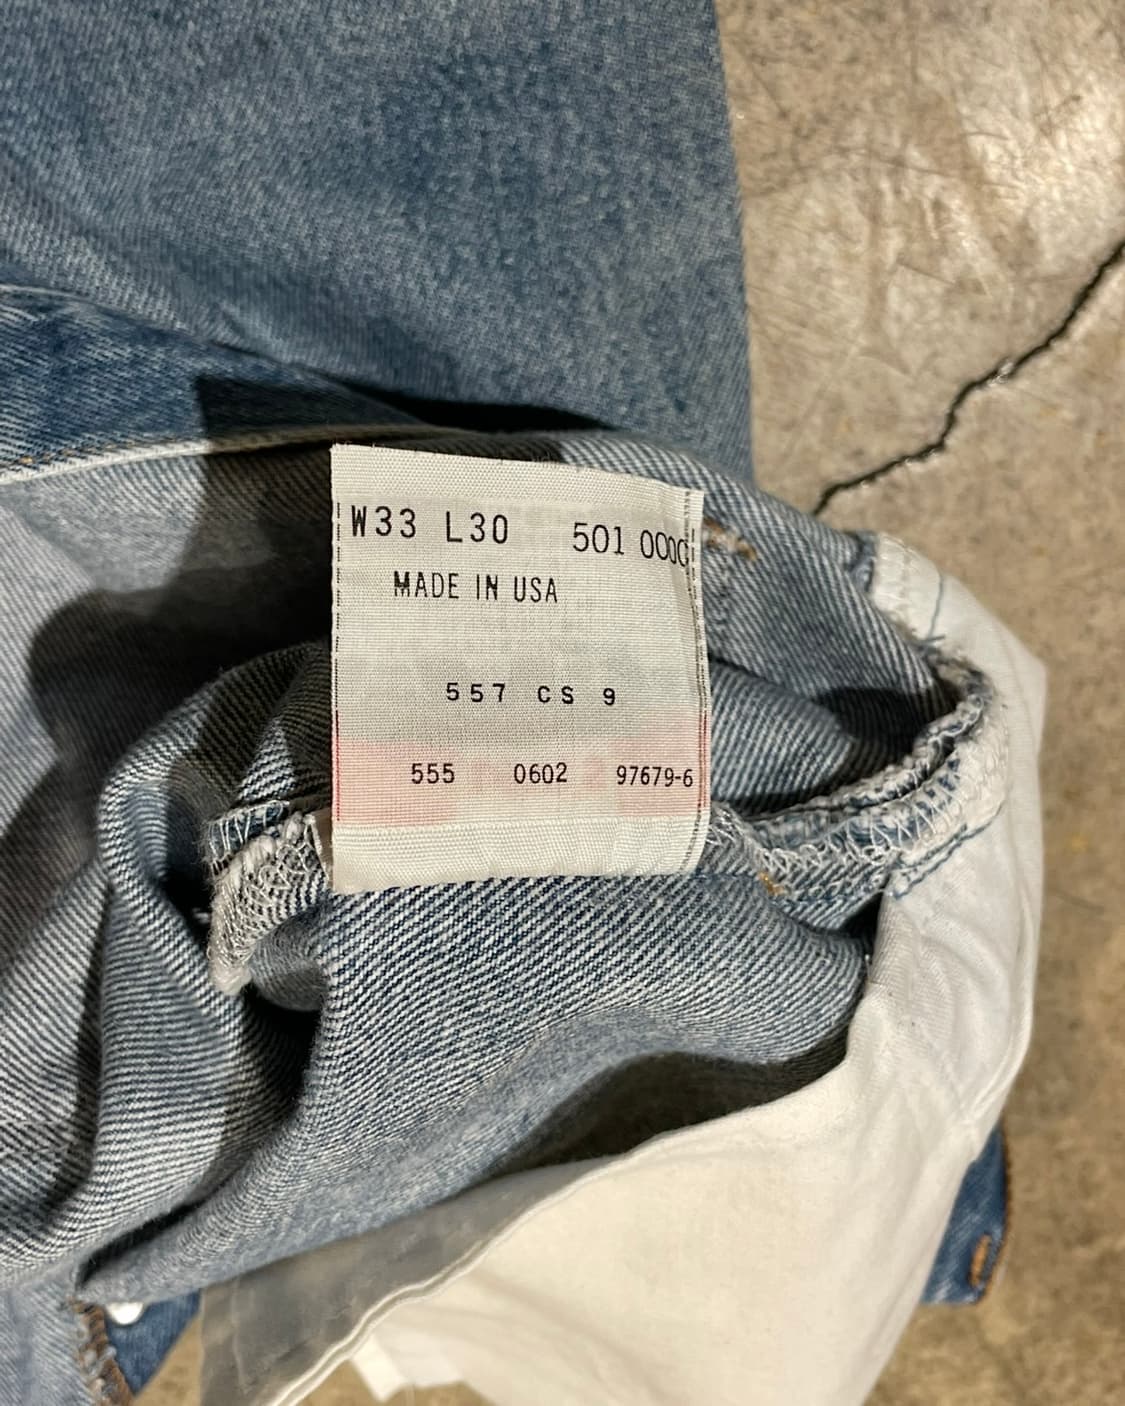 W33 L30 501 0000
MADE IN USA
557 CS 9
555 0602 97679-6